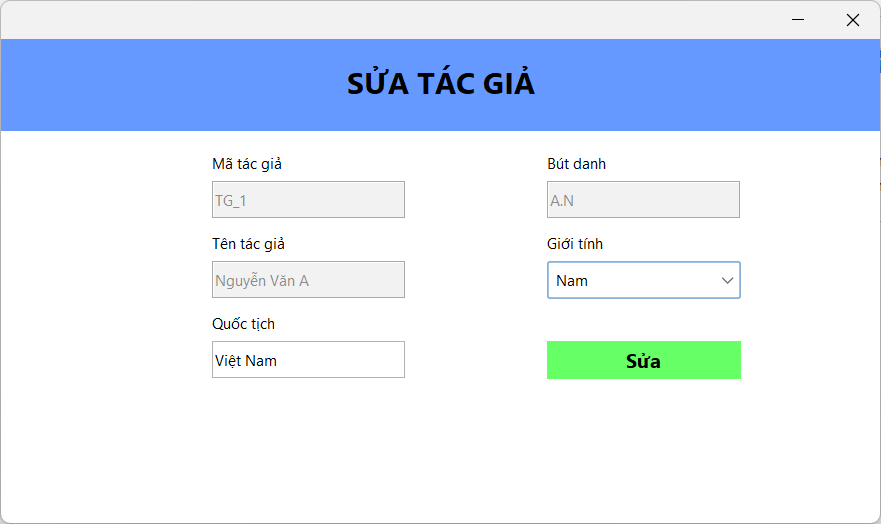 SỬA TÁC GIẢ
Mã tác giả
Bút danh
TG_1
A.N
Tên tác giả
Giới tính
Nguyễn Văn A
Nam
Quốc tịch
Việt Nam
Sửa